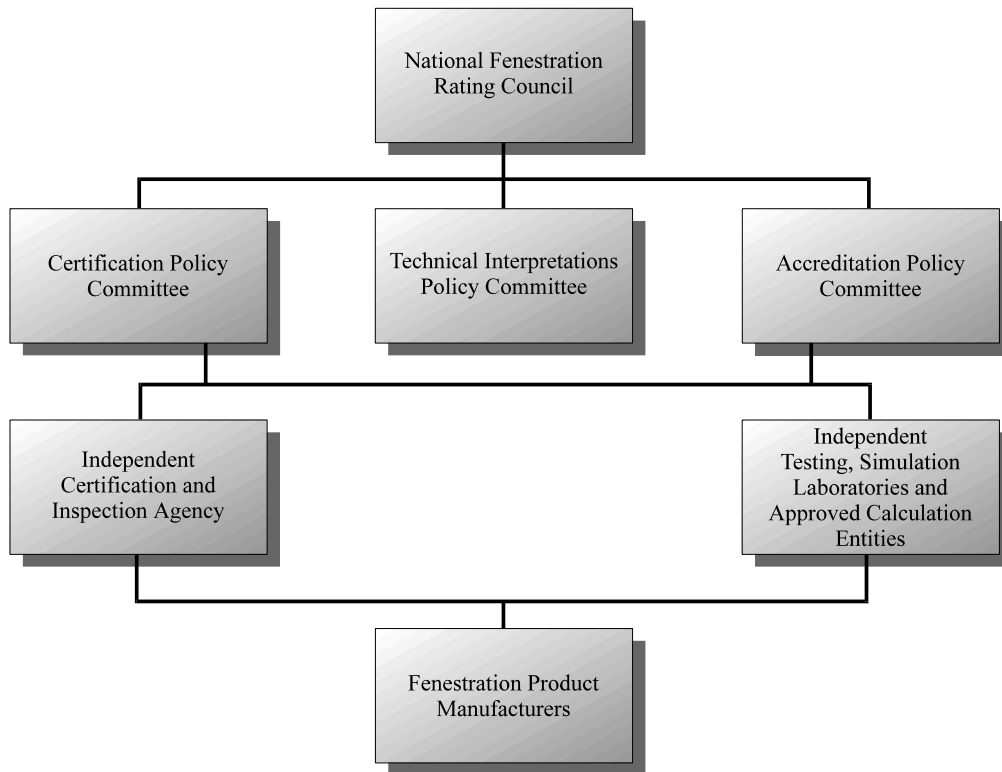 National Fenestration
Rating Council
Certification Policy
Committee
Technical Interpretations
Policy Committee
Accreditation Policy
Committee
Independent
Certification and
Inspection Agency
Independent
Testing, Simulation
Laboratories and
Approved Calculation
Entities
Fenestration Product
Manufacturers